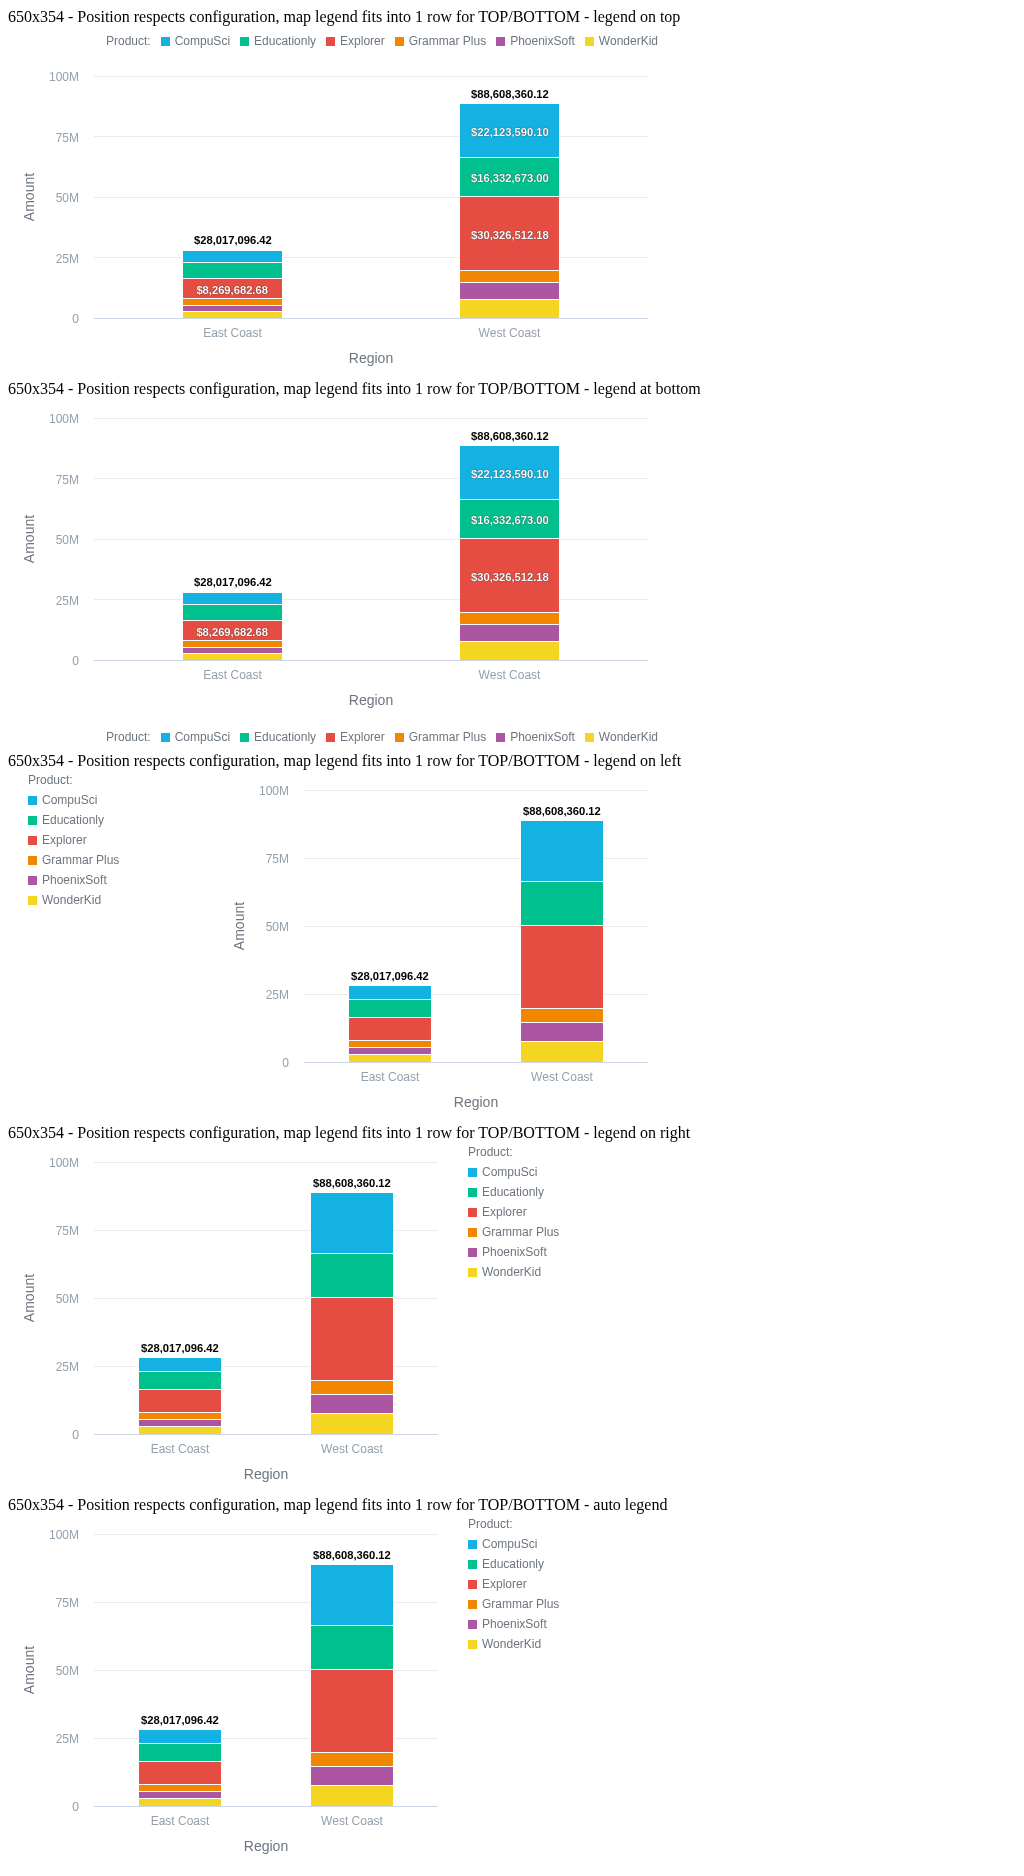 650x354 - Position respects configuration, map legend fits into 1 row for TOP/BOTTOM - legend on top
Product: CompuSci Educationly Explorer Grammar Plus PhoenixSoft WonderKid
100M
$88,608,360.12
$22,123,590.10
75M
$16,332,673.00
Amount
50M
$30,326,512.18
$28,017,096.42
25M
$8,269,682.68
0
East Coast West Coast
Region
650x354 - Position respects configuration, map legend fits into 1 row for TOP/BOTTOM - legend at bottom
100M
$88,608,360.12
$22,123,590.10
75M
$16,332,673.00
Amount
50M
$30,326,512.18
$28,017,096.42
25M
$8,269,682.68
0
East Coast West Coast
Region
Product: CompuSci Educationly Explorer Grammar Plus PhoenixSoft WonderKid
650x354 - Position respects configuration, map legend fits into 1 row for TOP/BOTTOM - legend on left
Product:
CompuSci
Educationly
Explorer
Grammar Plus
PhoenixSoft
WonderKid
100M
$88,608,360.12
75M
Amount
50M
$28,017,096.42
25M
0
East Coast West Coast
Region
650x354 - Position respects configuration, map legend fits into 1 row for TOP/BOTTOM - legend on right
100M
$88,608,360.12
75M
Amount
50M
$28,017,096.42
25M
0
East Coast West Coast
Region
Product:
CompuSci
Educationly
Explorer
Grammar Plus
PhoenixSoft
WonderKid
650x354 - Position respects configuration, map legend fits into 1 row for TOP/BOTTOM - auto legend
100M
$88,608,360.12
75M
Amount
50M
$28,017,096.42
25M
0
East Coast West Coast
Region
Product:
CompuSci
Educationly
Explorer
Grammar Plus
PhoenixSoft
WonderKid